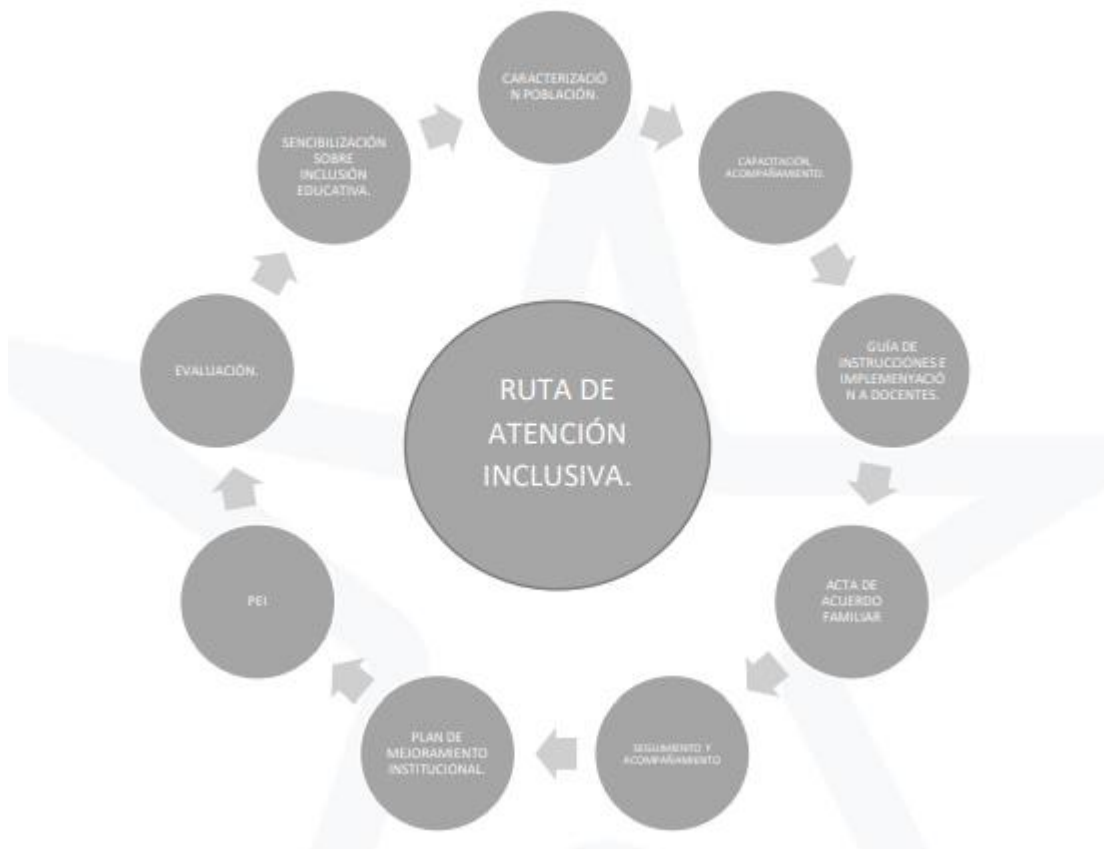 CARACTERIZACIÓ
N POBLACIÓN.
CAPACITACIÓN,
ACOMPAÑAMIENTO.
GUÍA DE
INSTRUCCIONES E
IMPLEMENYACIÓ
N A DOCENTES.
ACTA DE
ACUERDO
FAMILIAR
SEGUIMIENTO Y
ACOMPAÑAMIENTO
PLAN DE
MEJORAMIENTO
INSTITUCIONAL.
PEI
EVALUACIÓN.
SENCIBILIZACIÓN
SOBRE
INCLUSIÓN
EDUCATIVA.
RUTA DE
ATENCIÓN
INCLUSIVA.